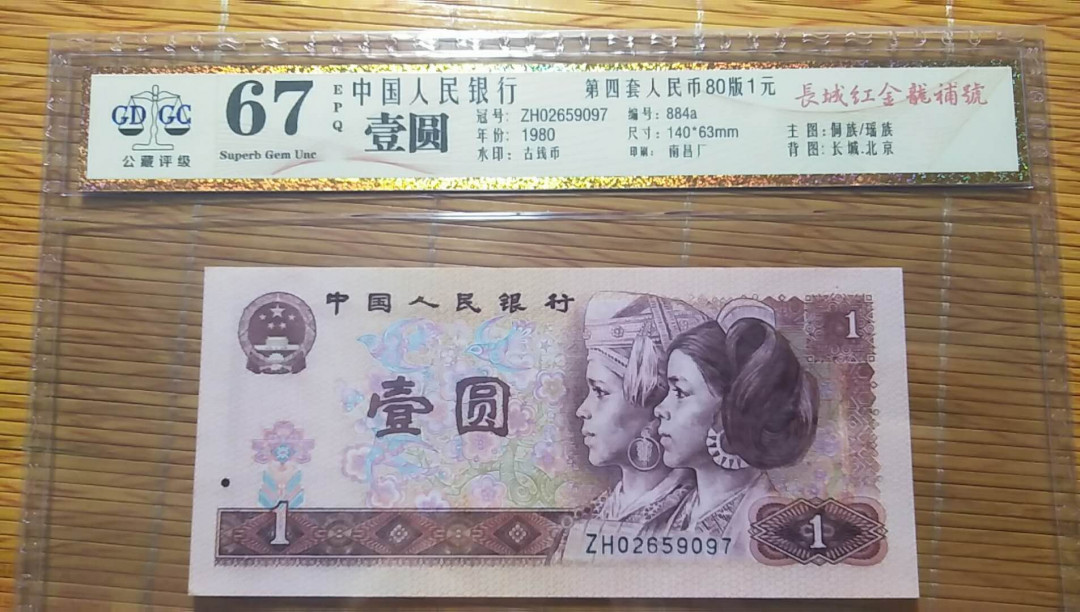 GD GC
公藏评级
67 EPQ
Superb Gem Unc
中国人民银行
壹圆
第四套人民币80版1元
冠号: ZH02659097
年份: 1980
水印: 古钱币
编号: 884a
尺寸: 140*63mm
印刷: 南昌厂
長城红金龍補號
主图: 侗族/瑶族
背图: 长城.北京
中国人民银行
1
壹圆
1
ZH02659097
1